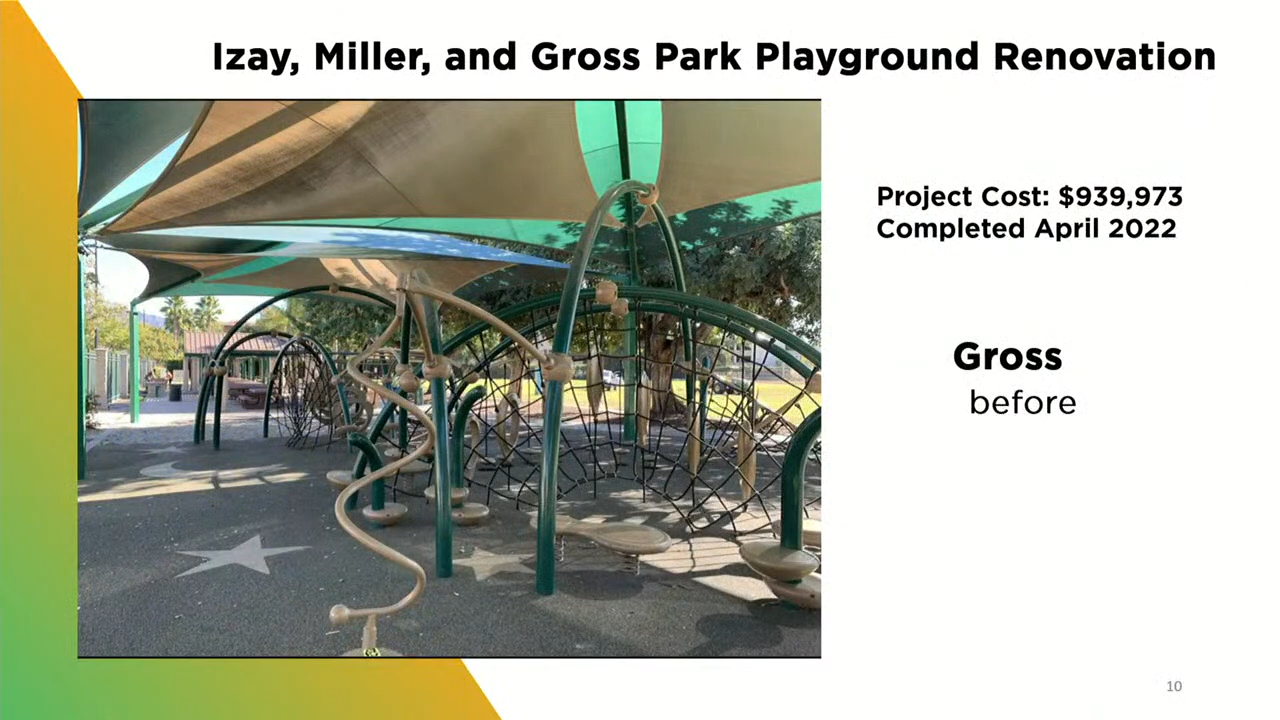 Izay, Miller, and Gross Park Playground Renovation
Project Cost: $939,973
Completed April 2022
Gross
before
10